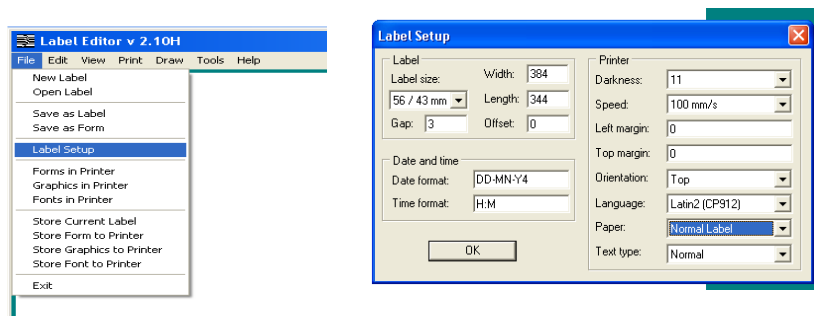 Label Editor v 2.10H
File Edit View Print Draw Tools Help
New Label
Open Label
Save as Label
Save as Form
Label Setup
Forms in Printer
Graphics in Printer
Fonts in Printer
Store Current Label
Store Form to Printer
Store Graphics to Printer
Store Font to Printer
Exit
Label Setup
Label
Label size: Width: 384
56 / 43 mm Length: 344
Gap: 3 Offset: 0
Date and time
Date format: DD-MN-Y4
Time format: H:M
OK
Printer
Darkness: 11
Speed: 100 mm/s
Left margin: 0
Top margin: 0
Orientation: Top
Language: Latin2 (CP912)
Paper: Normal Label
Text type: Normal